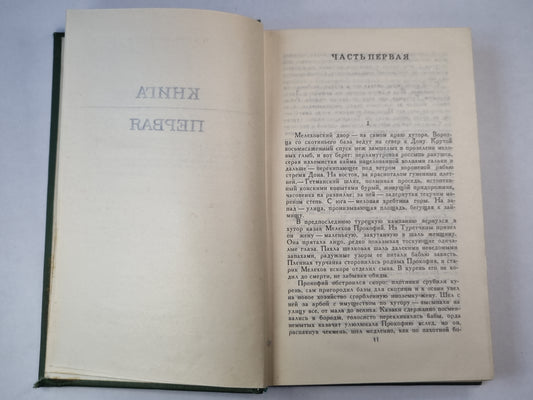 КНИГА
ПЕРВАЯ
ЧАСТЬ ПЕРВАЯ
I
Мелеховский двор — на самом краю хутора. Ворот-
ца со скотиньего база ведут на север к Дону. Крутой
восьмисаженный спуск меж замшелых в прозелени ме-
ловых глыб, и вот берег: перламутровая россыпь ракушек,
серая изломистая кайма нацелованной волнами гальки и
дальше — перекипающее под ветром вороненой рябью
стремя Дона. На восток, за красноталом гуменных плет-
ней, — Гетманский шлях, полынная проседь, истоптан-
ный конскими копытами бурый, живущой придорожник,
часовенка на развилке; за ней — задернутая текучим ма-
ревом степь. С юга — меловая хребтина горы. На за-
пад — улица, пронизывающая площадь, бегущая к зай-
мищу.
В предпоследнюю турецкую кампанию вернулся в
хутор казак Мелехов Прокофий. Из Туретчины привел
он жену — маленькую, закутанную в шаль женщину.
Она прятала лицо, редко показывая тоскующие одича-
лые глаза. Пахла шелковая шаль далекими неведомыми
запахами, радужные узоры ее питали бабью зависть.
Пленная турчанка сторонилась родных Прокофия, и ста-
рик Мелехов вскоре отделил сына. В курень его не хо-
дил до смерти, не забывая обиды.
Прокофий обстроился скоро: плотники срубили ку-
рень, сам пригородил базы для скотины и к осени увел
на новое хозяйство сгорбленную иноземку-жену. Шел с
ней за арбой с имуществом по хутору — высыпали на
улицу все, от мала до велика. Казаки сдержанно посмеи-
вались в бороды, голосисто перекликались бабы, орда
немытых казачат улюлюкала Прокофию вслед, но он,
распахнув чекмень, шел медленно, как по пахотной бо-